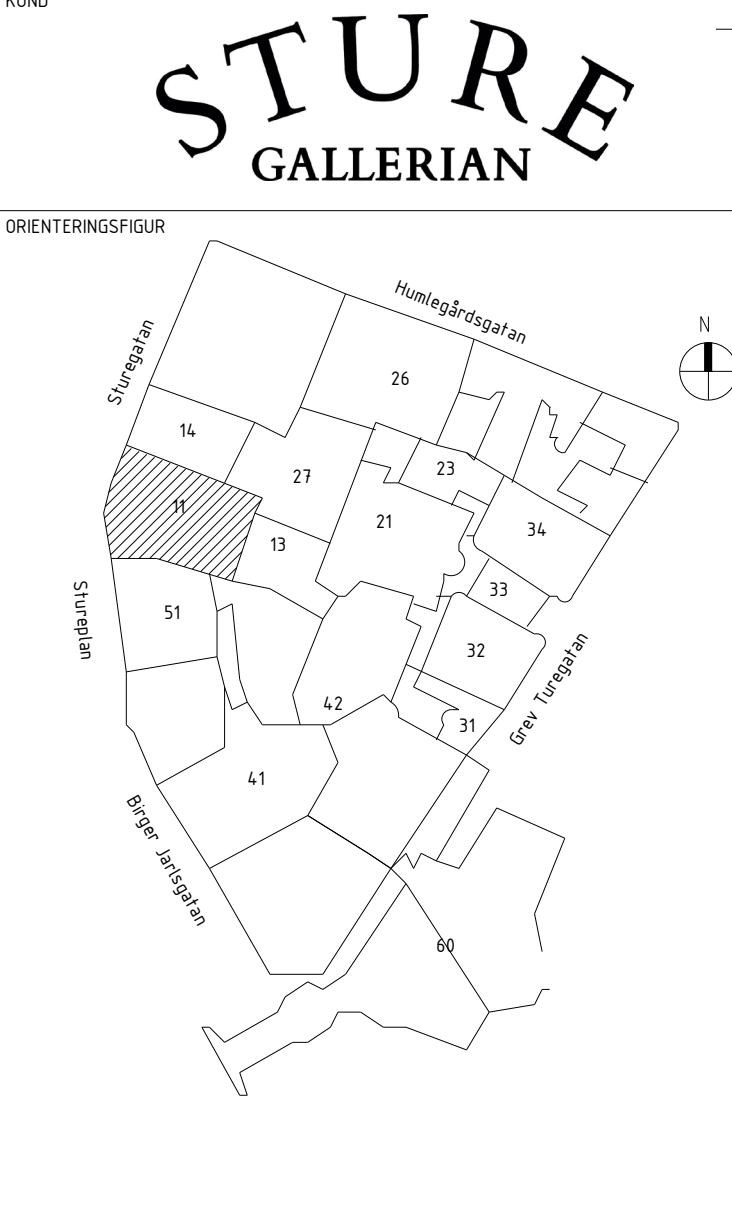 KUND
STURE
GALLERIAN
ORIENTERINGSFIGUR
Humlegårdsgatan
Sturegatan
N
26
14
23
27
11
21
34
13
33
51
32
Stureplan
42
31
Grev Turegatan
41
Birger Jarlsgatan
60